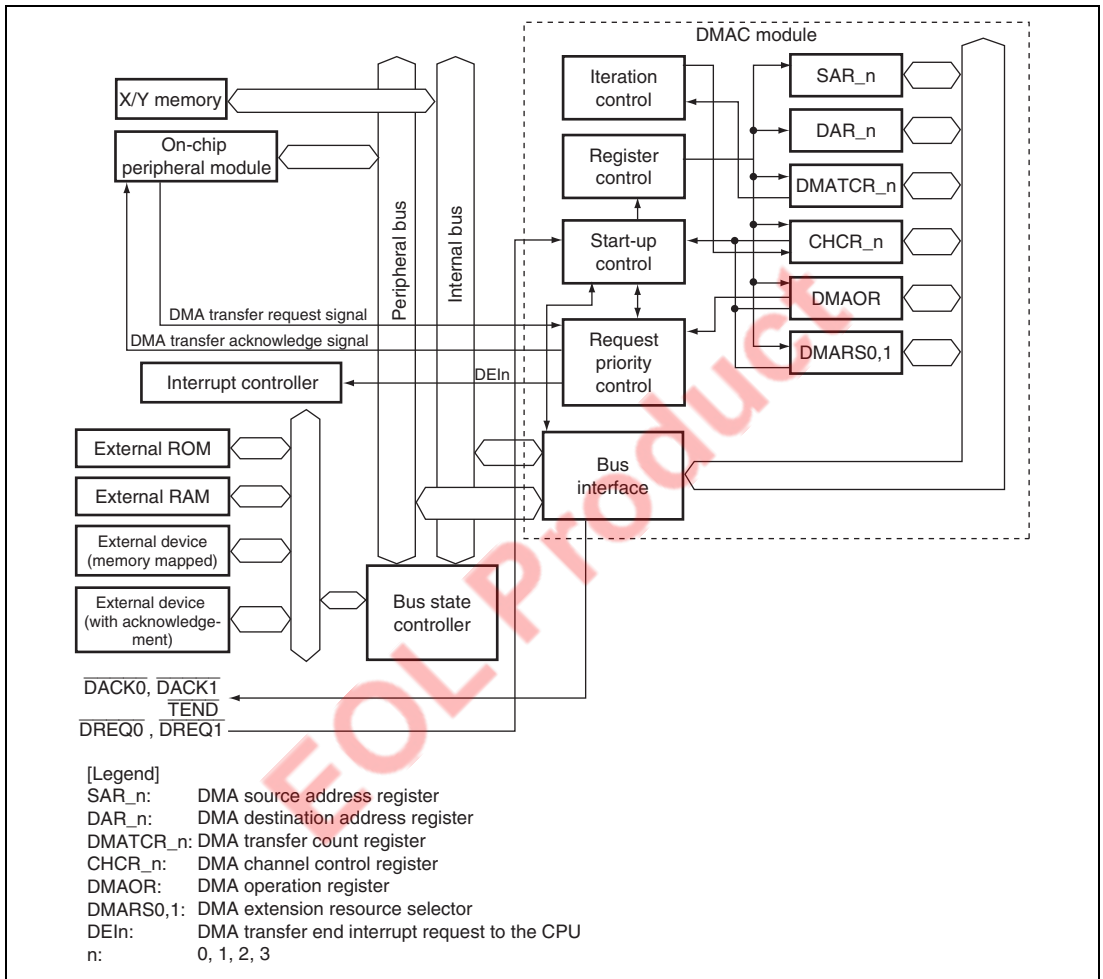 DMAC module
X/Y memory
On-chip
peripheral module
Peripheral bus
Internal bus
Iteration
control
Register
control
Start-up
control
Request
priority
control
SAR_n
DAR_n
DMATCR_n
CHCR_n
DMAOR
DMARS0,1
DMA transfer request signal
DMA transfer acknowledge signal
Interrupt controller
DEIn
External ROM
External RAM
External device
(memory mapped)
External device
(with acknowledge-
ment)
Bus
interface
Bus state
controller
DACK0, DACK1
TEND
DREQ0 , DREQ1
EOL Product
[Legend]
SAR_n: DMA source address register
DAR_n: DMA destination address register
DMATCR_n: DMA transfer count register
CHCR_n: DMA channel control register
DMAOR: DMA operation register
DMARS0,1: DMA extension resource selector
DEIn: DMA transfer end interrupt request to the CPU
n: 0, 1, 2, 3